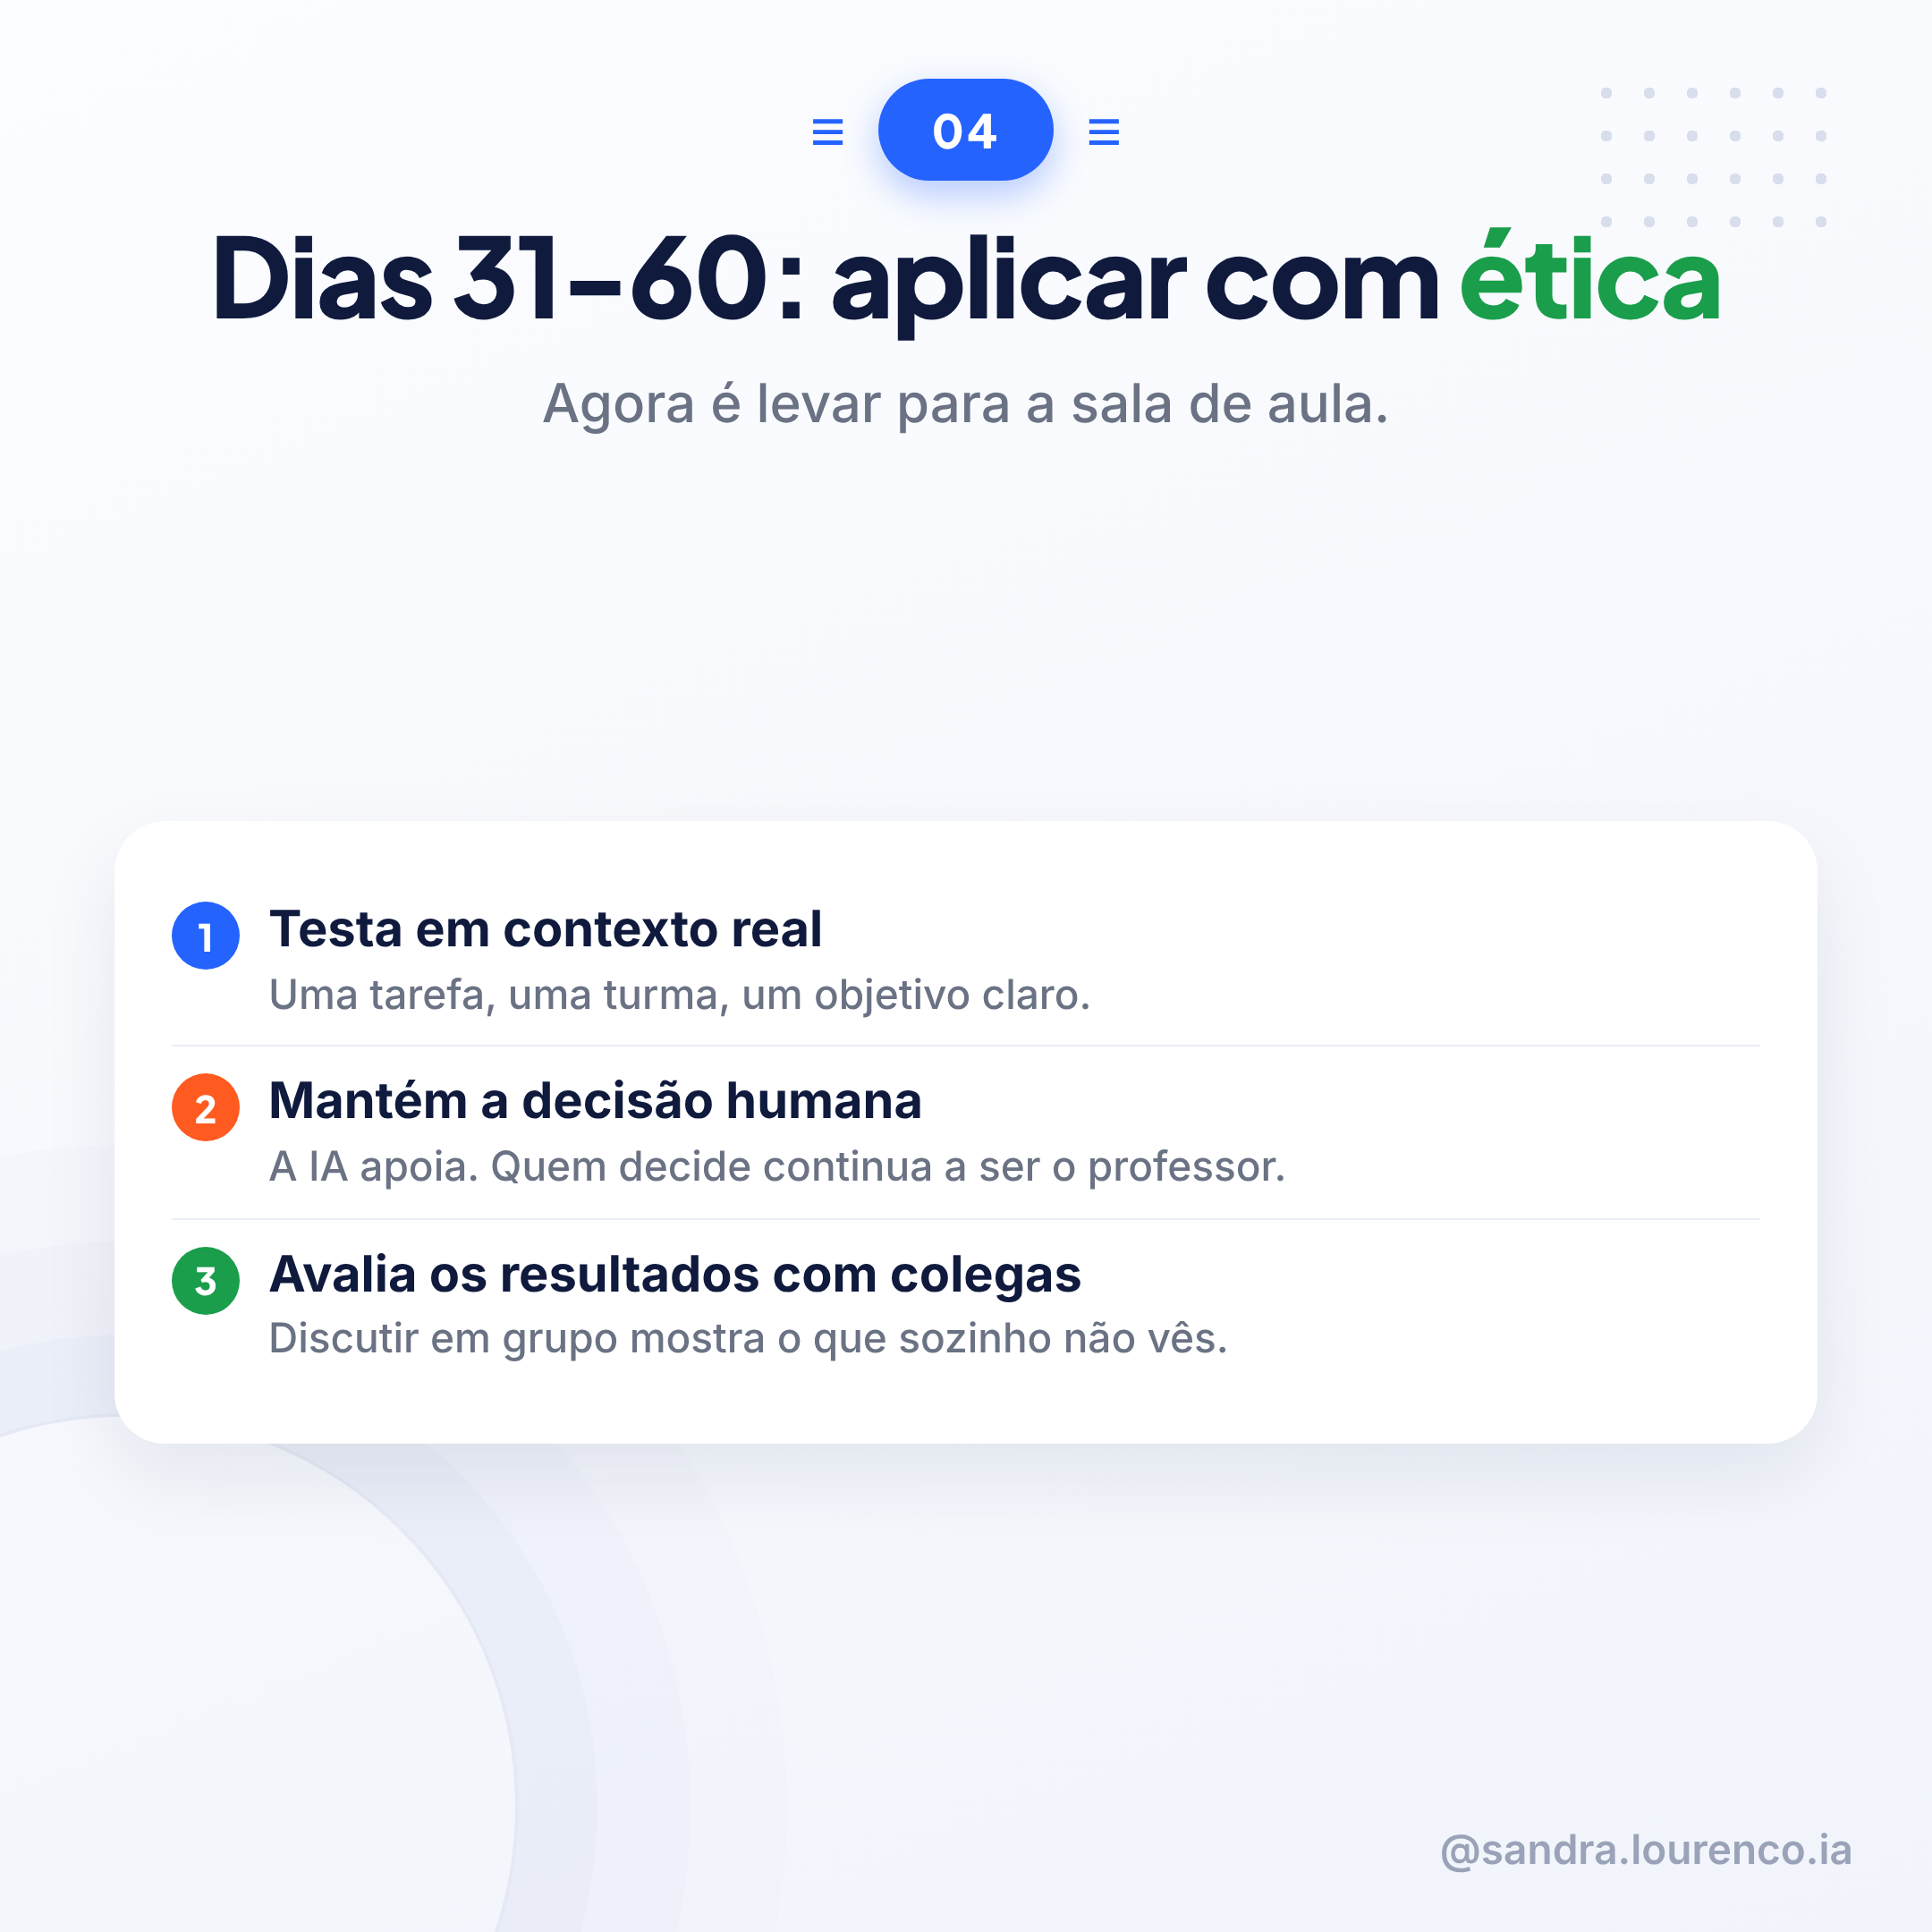 04
Dias 31–60: aplicar com ética
Agora é levar para a sala de aula.
1 Testa em contexto real
Uma tarefa, uma turma, um objetivo claro.
2 Mantém a decisão humana
A IA apoia. Quem decide continua a ser o professor.
3 Avalia os resultados com colegas
Discutir em grupo mostra o que sozinho não vês.
@sandra.lourenco.ia